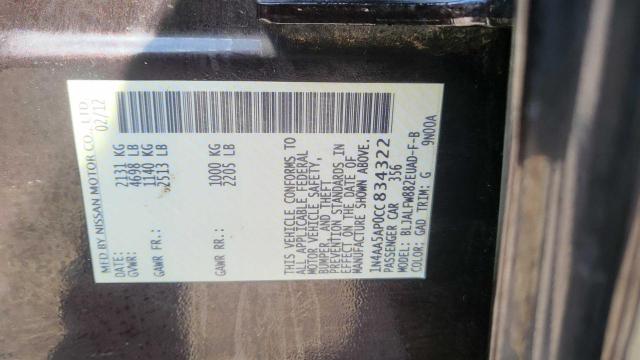 MFD BY NISSAN MOTOR CO., LTD.
DATE: 02/12
GVWR: 2131 KG
4698 LB
GAWR FR: 1140 KG
2513 LB
GAWR RR: 1000 KG
2205 LB
THIS VEHICLE CONFORMS TO
ALL APPLICABLE FEDERAL
MOTOR VEHICLE SAFETY,
BUMPER, AND THEFT
PREVENTION STANDARDS IN
EFFECT ON THE DATE OF
MANUFACTURE SHOWN ABOVE.
1N4AA5AP0CC834322
PASSENGER CAR 356
MODEL: BLJALFW882EUAD-F-B
COLOR: GAD TRIM: G 9N00A